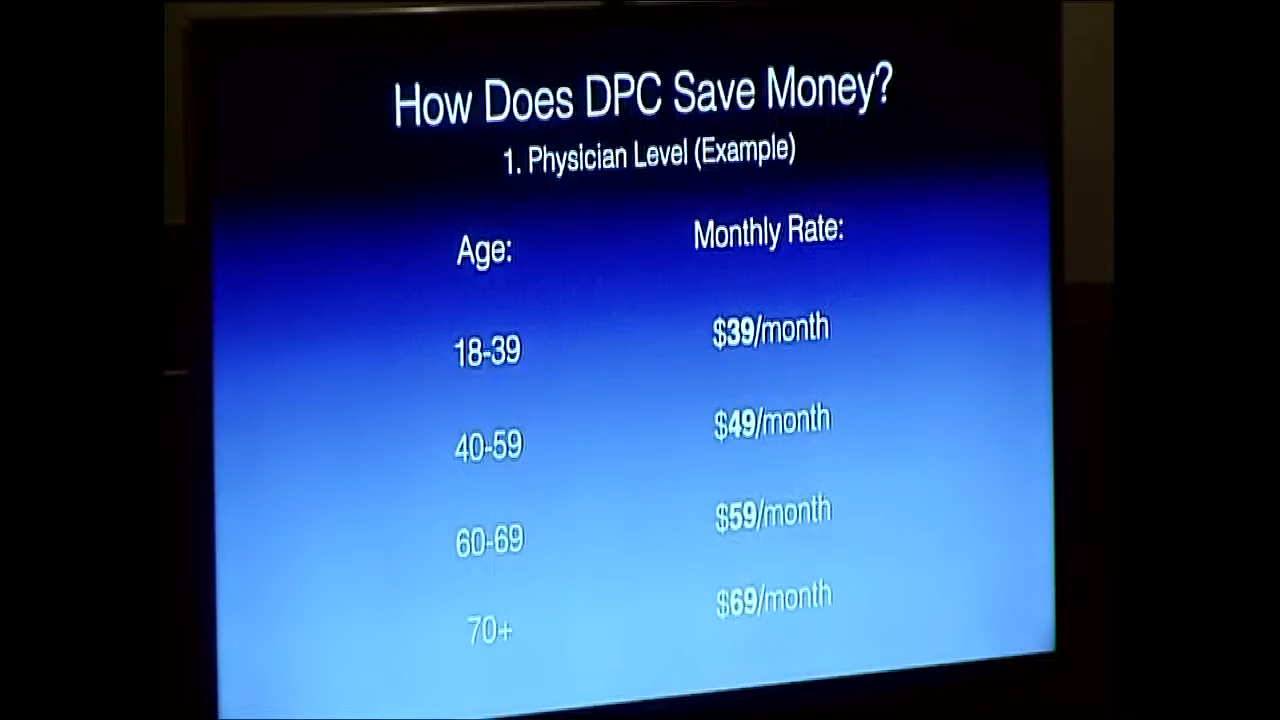 How Does DPC Save Money?
1. Physician Level (Example)
Age: Monthly Rate:
18-39 $39/month
40-59 $49/month
60-69 $59/month
70+ $69/month